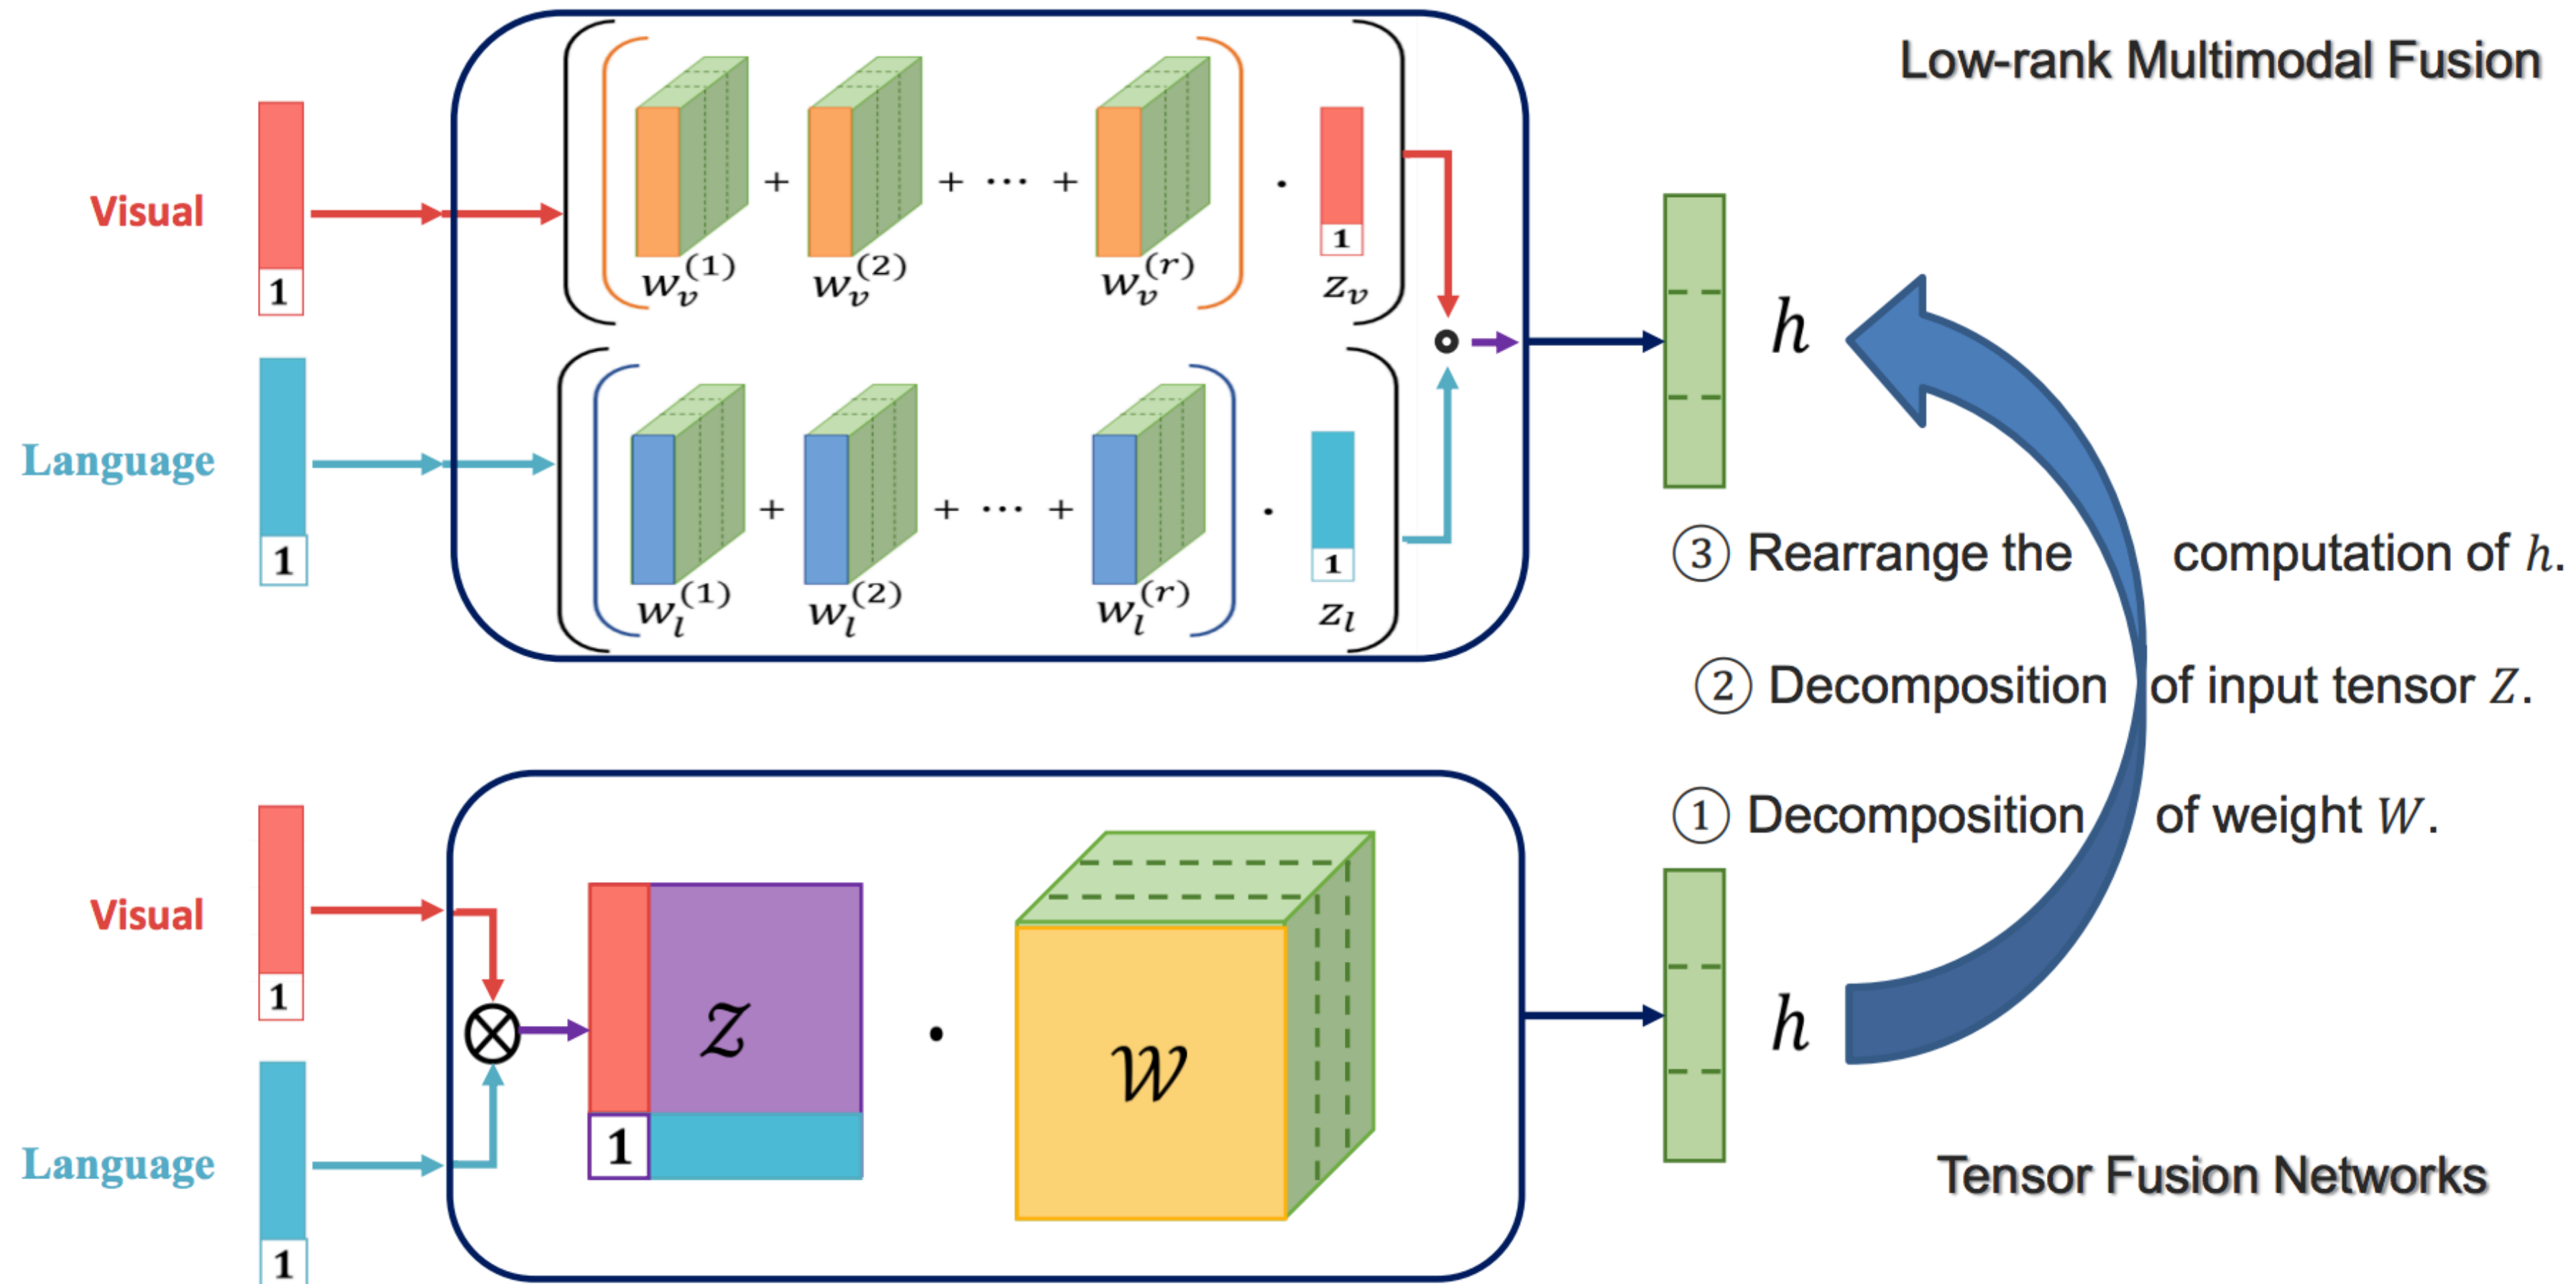 Low-rank Multimodal Fusion
Visual
1
w_v^(1) + w_v^(2) + ⋯ + w_v^(r) · z_v
1
h
Language
1
w_l^(1) + w_l^(2) + ⋯ + w_l^(r) · z_l
1
③ Rearrange the computation of h.
② Decomposition of input tensor Z.
① Decomposition of weight W.
Visual
1
Z · W
1
h
Language
1
Tensor Fusion Networks